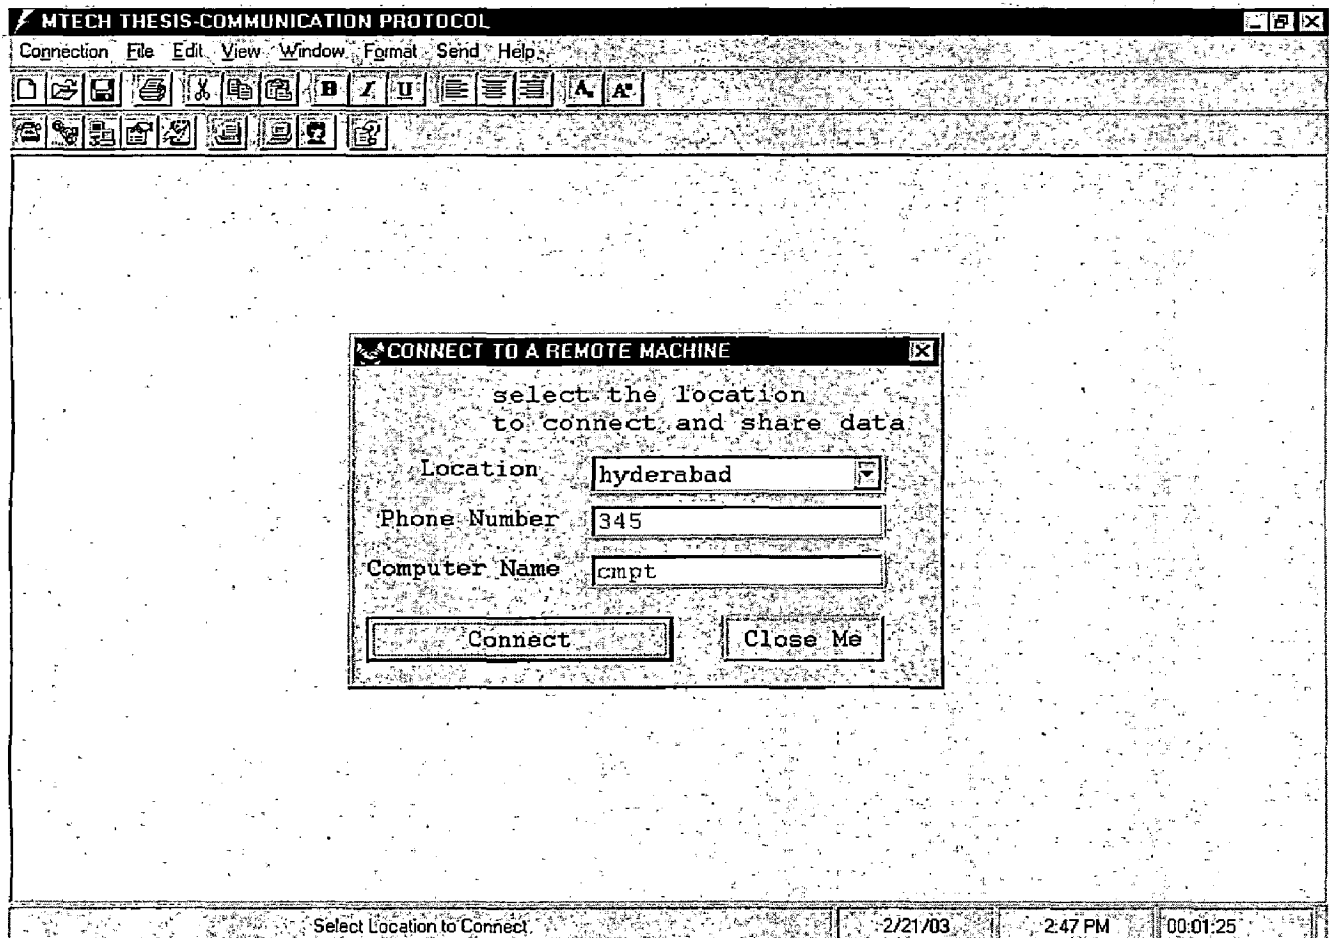 MTECH THESIS-COMMUNICATION PROTOCOL
Connection File Edit View Window Format Send Help
B I U A A
CONNECT TO A REMOTE MACHINE
select the location
to connect and share data
Location hyderabad
Phone Number 345
Computer Name cmpt
Connect Close Me
Select Location to Connect 2/21/03 2:47 PM 00:01:25